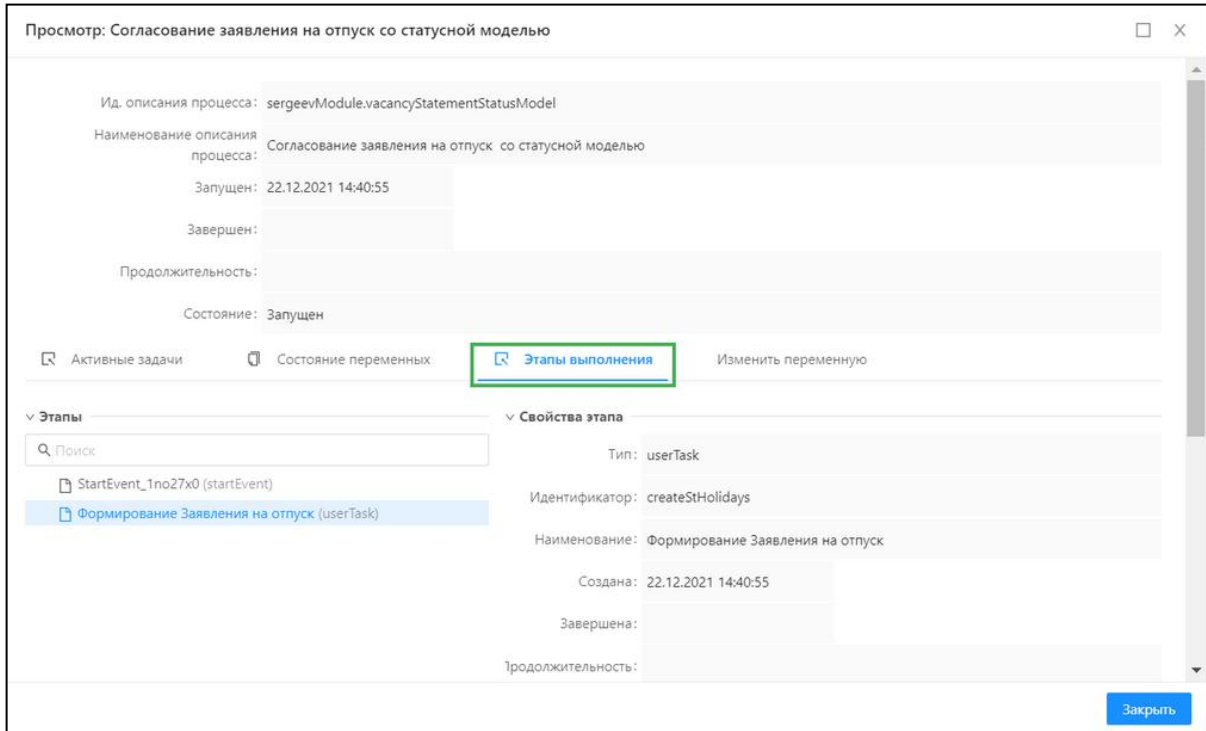 Просмотр: Согласование заявления на отпуск со статусной моделью
Ид. описания процесса: sergeevModule.vacancyStatementStatusModel
Наименование описания
процесса: Согласование заявления на отпуск со статусной моделью
Запущен: 22.12.2021 14:40:55
Завершен:
Продолжительность:
Состояние: Запущен
Активные задачи Состояние переменных Этапы выполнения Изменить переменную
Этапы
Поиск
StartEvent_1no27x0 (startEvent)
Формирование Заявления на отпуск (userTask)
Свойства этапа
Тип: userTask
Идентификатор: createStHolidays
Наименование: Формирование Заявления на отпуск
Создана: 22.12.2021 14:40:55
Завершена:
Продолжительность:
Закрыть